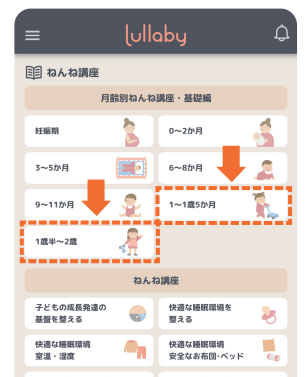 lullaby
ねんね講座
月齢別ねんね講座・基礎編
妊娠期
0〜2か月
3〜5か月
6〜8か月
9〜11か月
1〜1歳5か月
1歳半〜2歳
ねんね講座
子どもの成長発達の
基盤を整える
快適な睡眠環境を
整える
快適な睡眠環境
室温・湿度
快適な睡眠環境
安全なお布団・ベッド